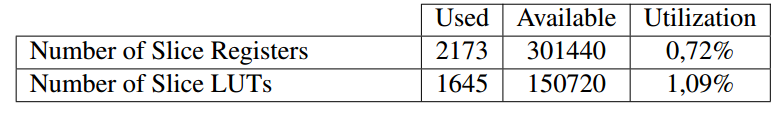 Used Available Utilization
Number of Slice Registers 2173 301440 0,72%
Number of Slice LUTs 1645 150720 1,09%